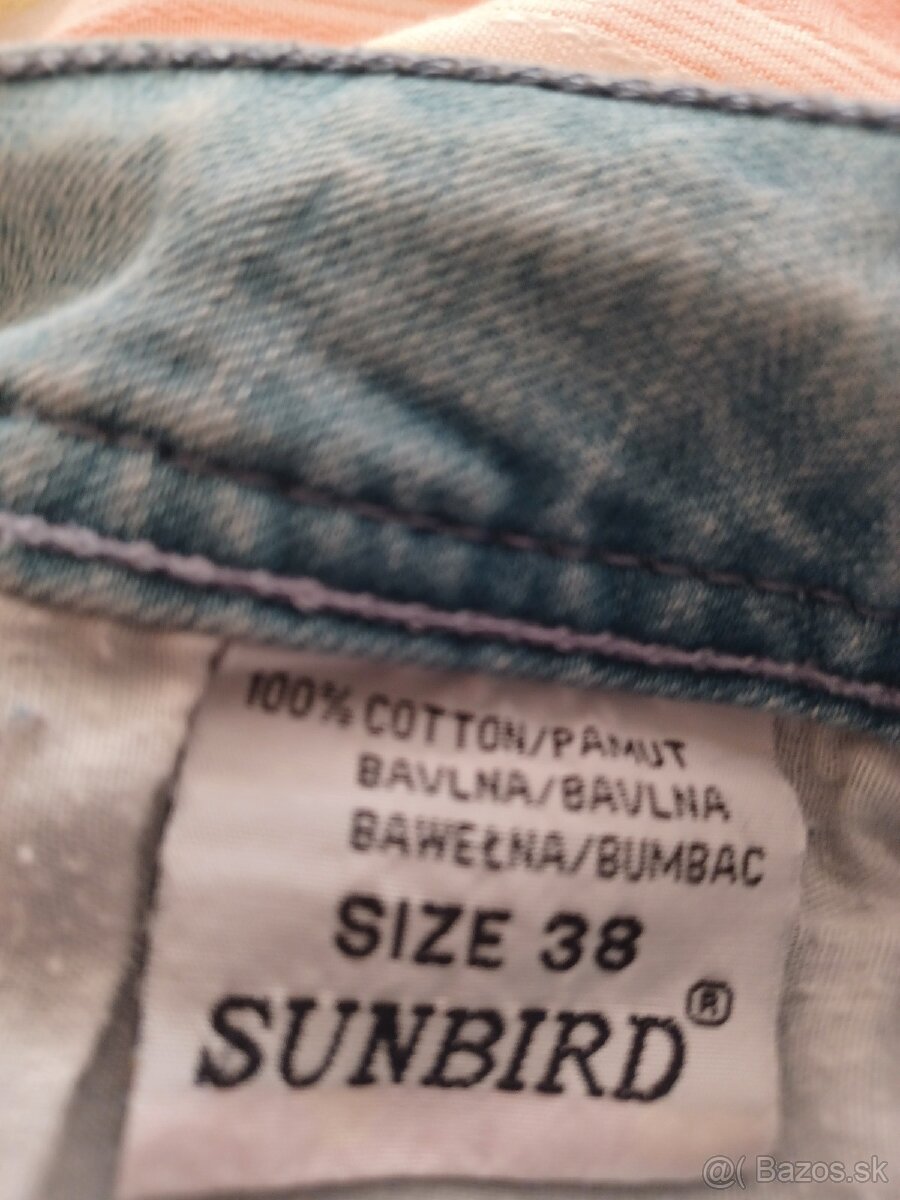 100% COTTON/PAMUT
BAVLNA/BAVLNA
BAWEŁNA/BUMBAC
SIZE 38
SUNBIRD®
@( Bazos.sk